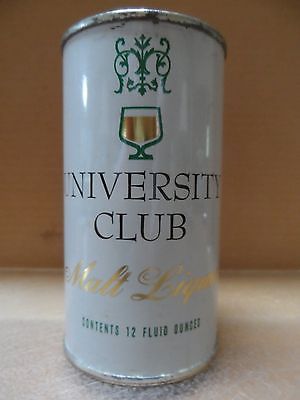 UNIVERSITY
CLUB
Malt Liquor
CONTENTS 12 FLUID OUNCES